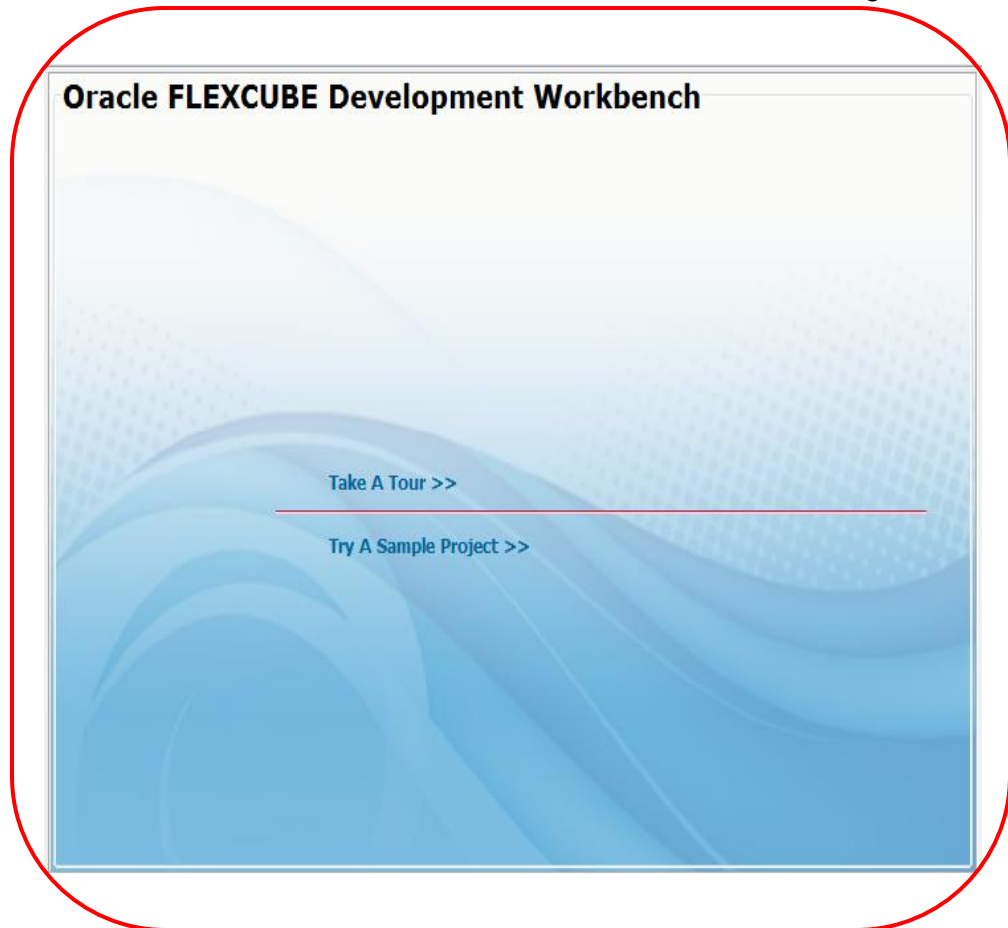 Oracle FLEXCUBE Development Workbench
Take A Tour >>
Try A Sample Project >>